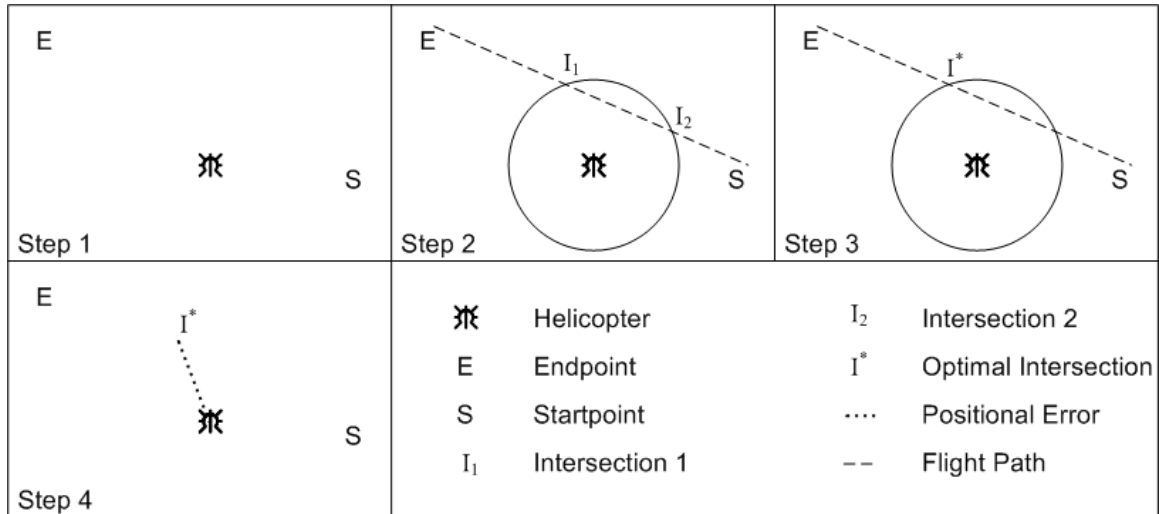 E
S
Step 1
E
I₁
I₂
S
Step 2
E
I*
S
Step 3
E
I*
S
Step 4
Helicopter
E Endpoint
S Startpoint
I₁ Intersection 1
I₂ Intersection 2
I* Optimal Intersection
Positional Error
Flight Path